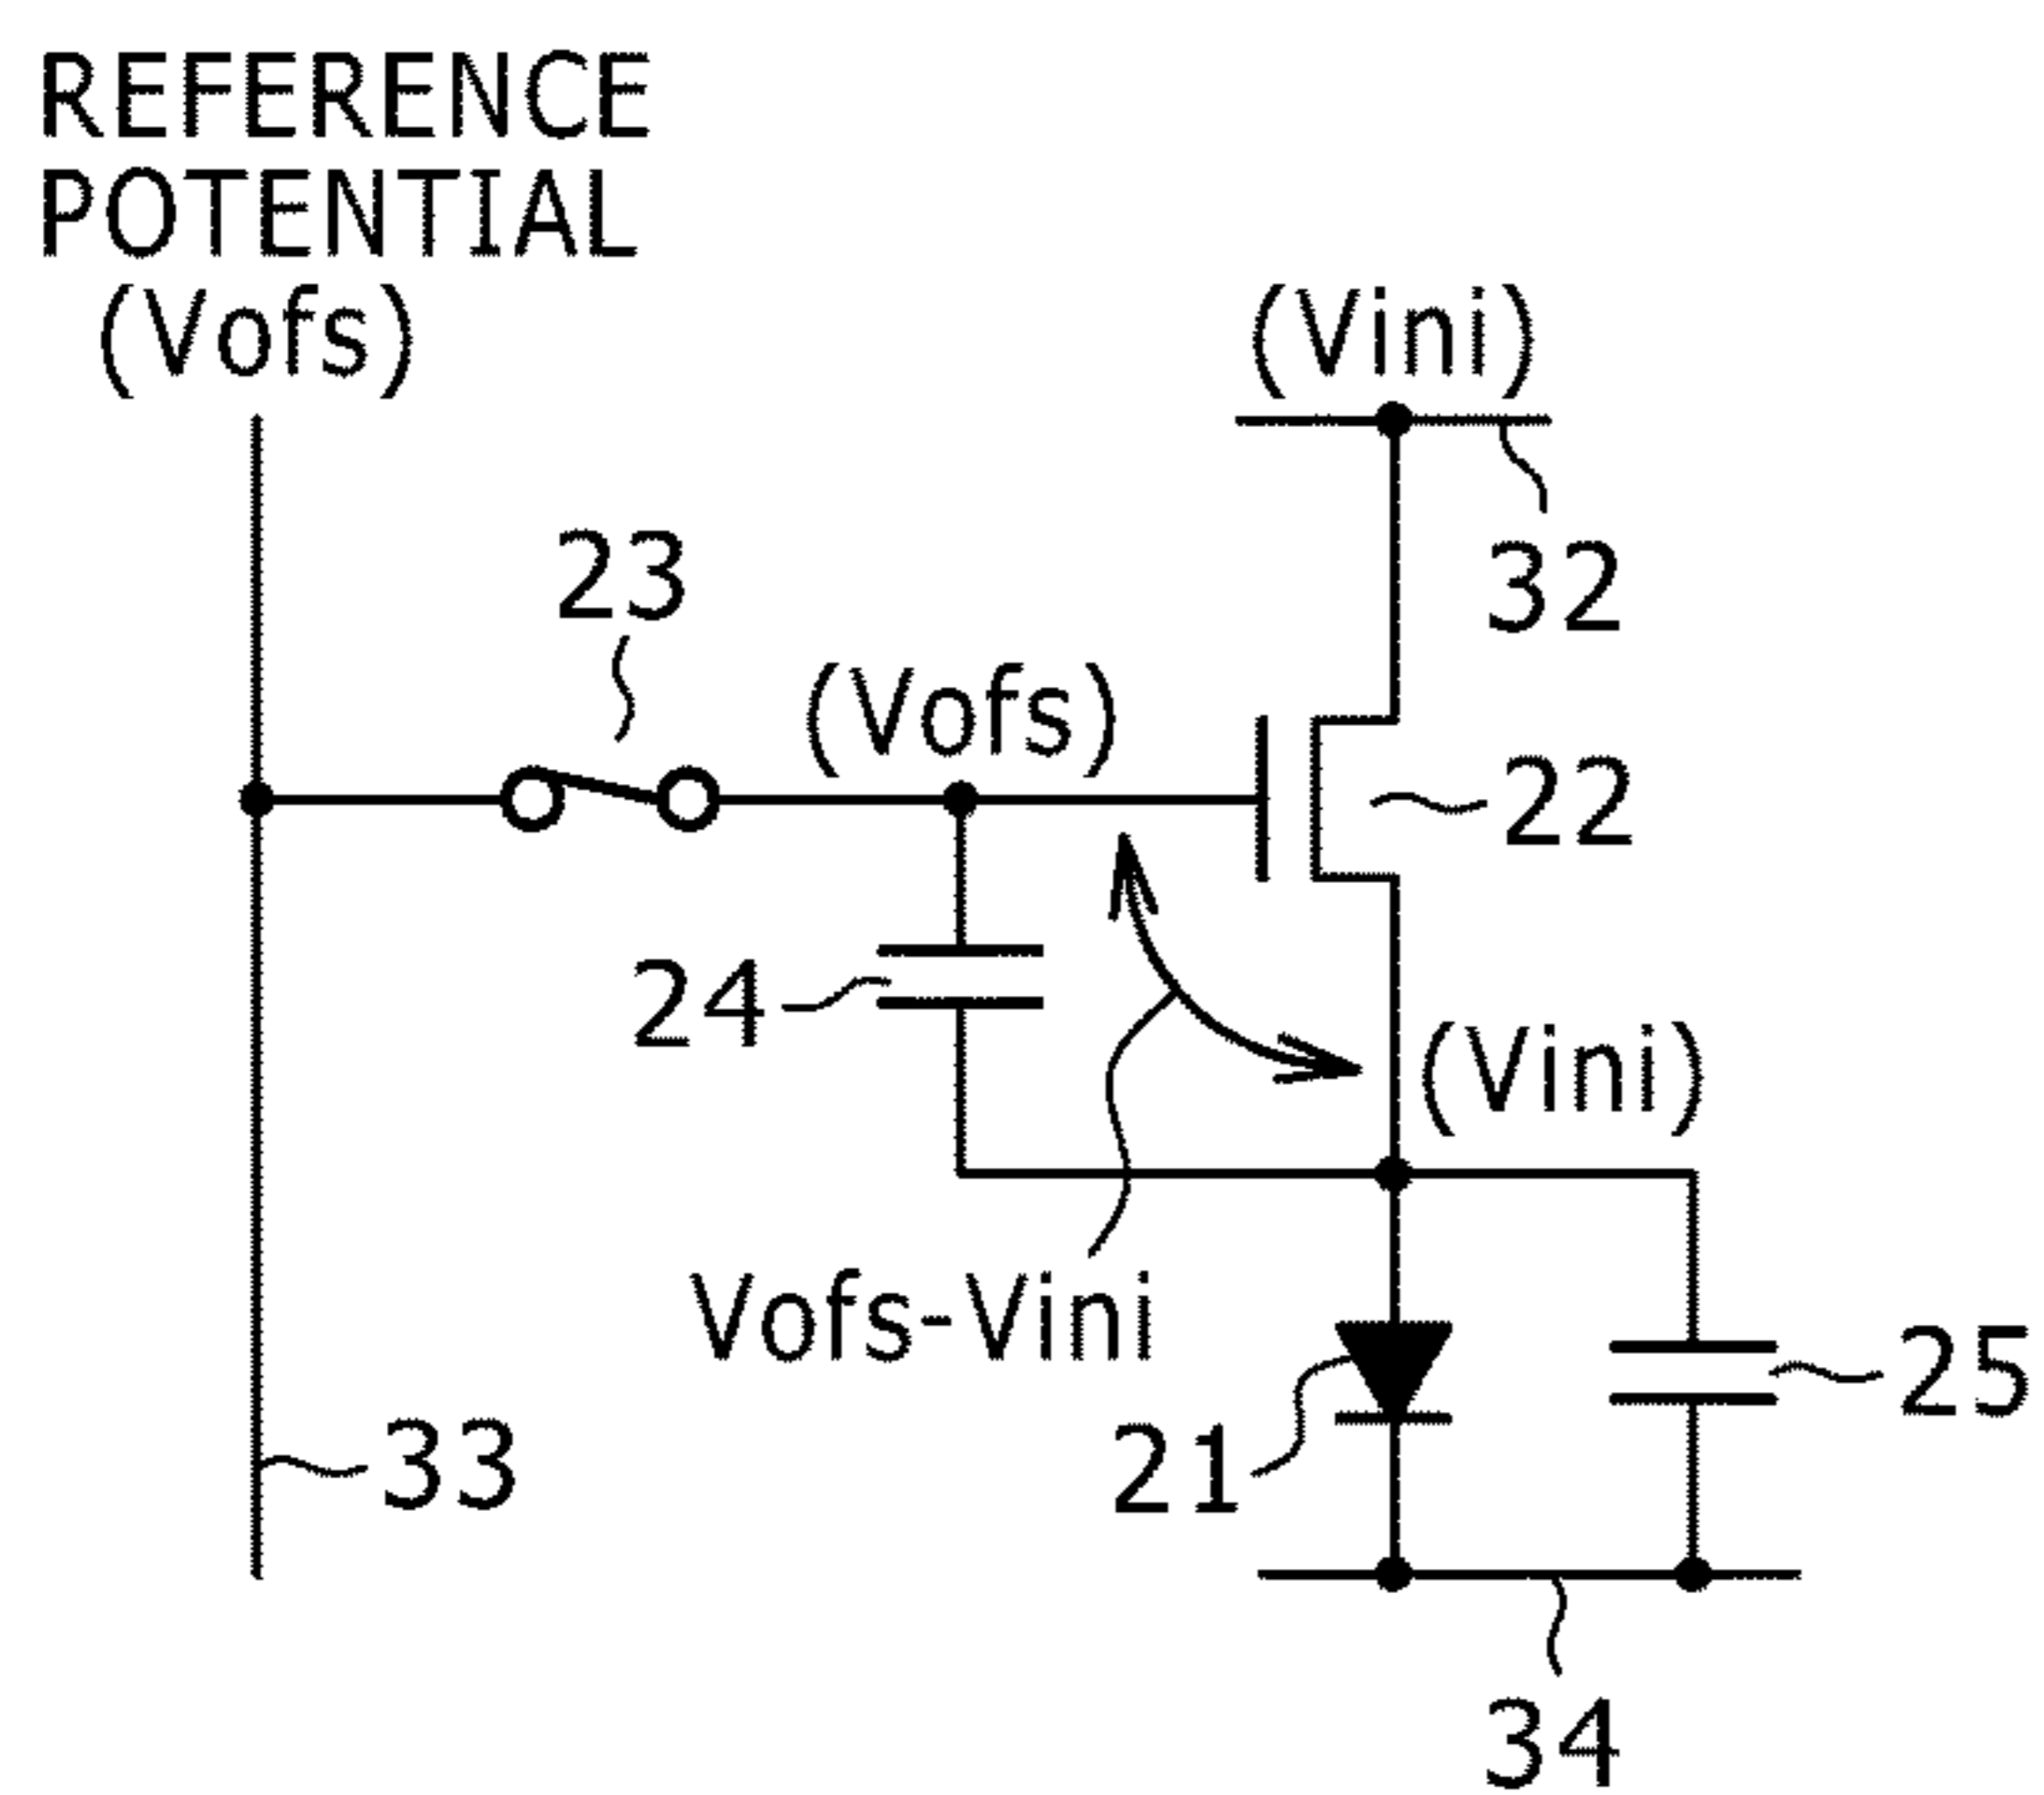 REFERENCE
POTENTIAL
(Vofs)
(Vini)
32
23
(Vofs)
22
24
(Vini)
Vofs-Vini
25
21
33
34